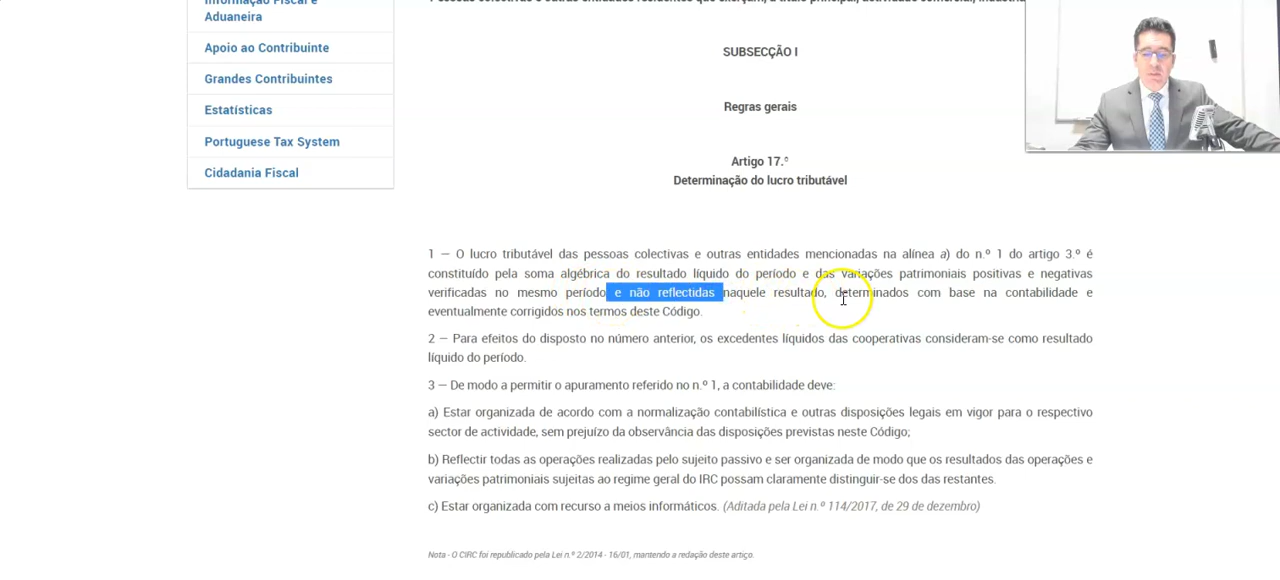 Informação Fiscal e
Aduaneira
Apoio ao Contribuinte
Grandes Contribuintes
Estatísticas
Portuguese Tax System
Cidadania Fiscal
SUBSECÇÃO I
Regras gerais
Artigo 17.º
Determinação do lucro tributável
1 — O lucro tributável das pessoas colectivas e outras entidades mencionadas na alínea a) do n.º 1 do artigo 3.º é
constituído pela soma algébrica do resultado líquido do período e das variações patrimoniais positivas e negativas
verificadas no mesmo período e não reflectidas naquele resultado, determinados com base na contabilidade e
eventualmente corrigidos nos termos deste Código.
2 — Para efeitos do disposto no número anterior, os excedentes líquidos das cooperativas consideram-se como resultado
líquido do período.
3 — De modo a permitir o apuramento referido no n.º 1, a contabilidade deve:
a) Estar organizada de acordo com a normalização contabilística e outras disposições legais em vigor para o respectivo
sector de actividade, sem prejuízo da observância das disposições previstas neste Código;
b) Reflectir todas as operações realizadas pelo sujeito passivo e ser organizada de modo que os resultados das operações e
variações patrimoniais sujeitas ao regime geral do IRC possam claramente distinguir-se dos das restantes.
c) Estar organizada com recurso a meios informáticos. (Aditada pela Lei n.º 114/2017, de 29 de dezembro)
Nota - O CIRC foi republicado pela Lei n.º 2/2014 - 16/01, mantendo a redação deste artigo.